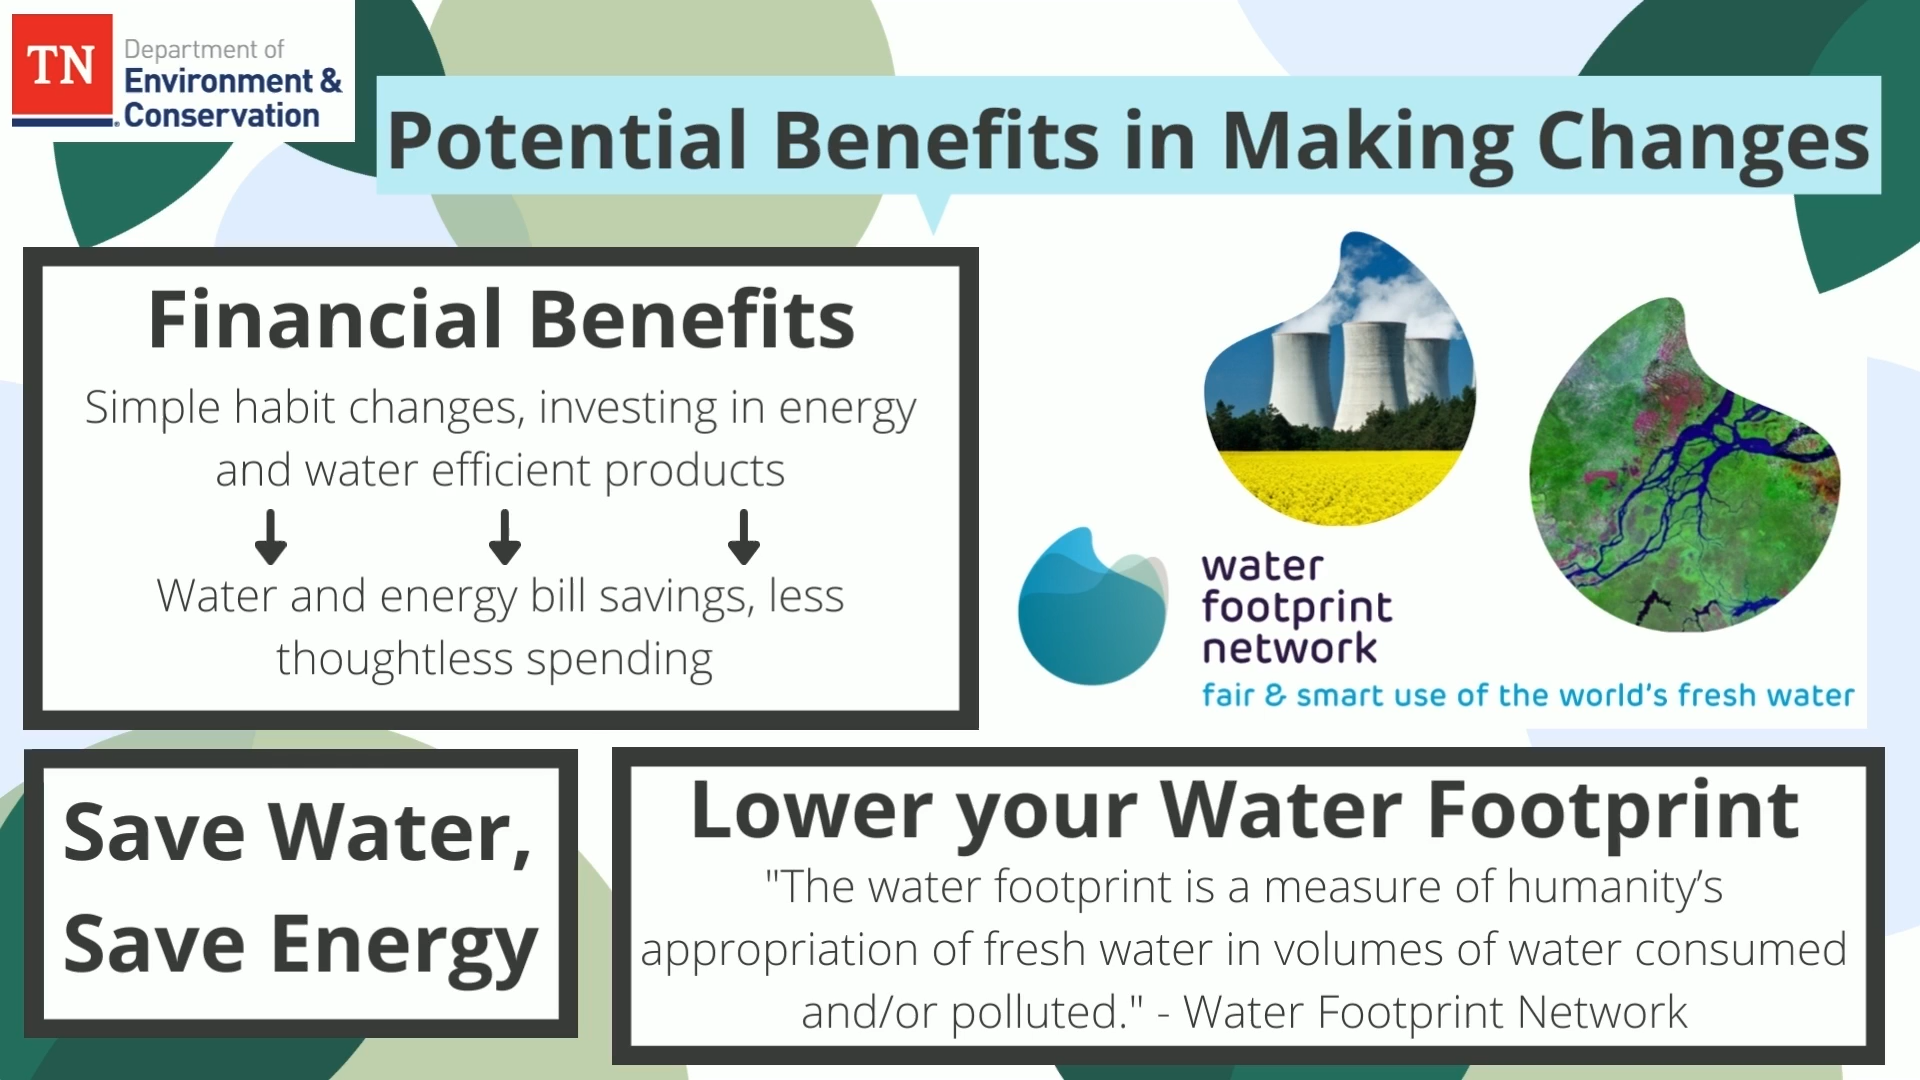 TN
Department of
Environment &
Conservation
Potential Benefits in Making Changes
Financial Benefits
Simple habit changes, investing in energy
and water efficient products
Water and energy bill savings, less
thoughtless spending
water
footprint
network
fair & smart use of the world's fresh water
Save Water,
Save Energy
Lower your Water Footprint
"The water footprint is a measure of humanity’s
appropriation of fresh water in volumes of water consumed
and/or polluted." - Water Footprint Network